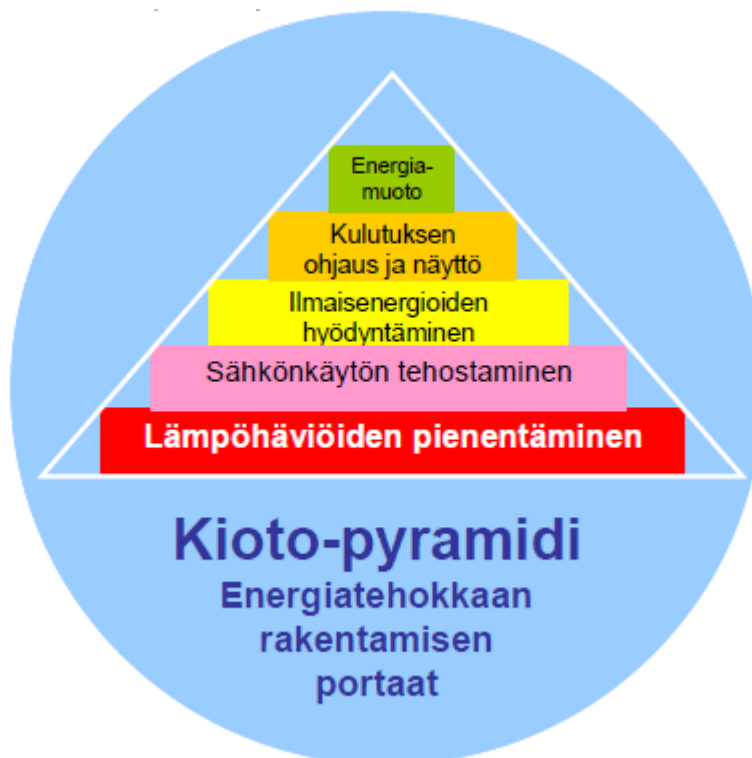 Energia-
muoto
Kulutuksen
ohjaus ja näyttö
Ilmaisenergioiden
hyödyntäminen
Sähkönkäytön tehostaminen
Lämpöhäviöiden pienentäminen
Kioto-pyramidi
Energiatehokkaan
rakentamisen
portaat